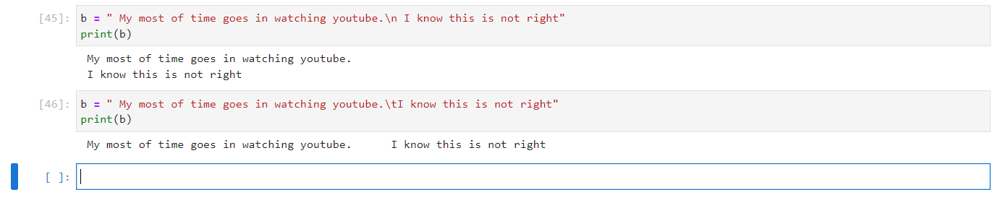 [45]: b = " My most of time goes in watching youtube.\n I know this is not right"
print(b)
My most of time goes in watching youtube.
I know this is not right
[46]: b = " My most of time goes in watching youtube.\tI know this is not right"
print(b)
My most of time goes in watching youtube.	I know this is not right
[ ]: